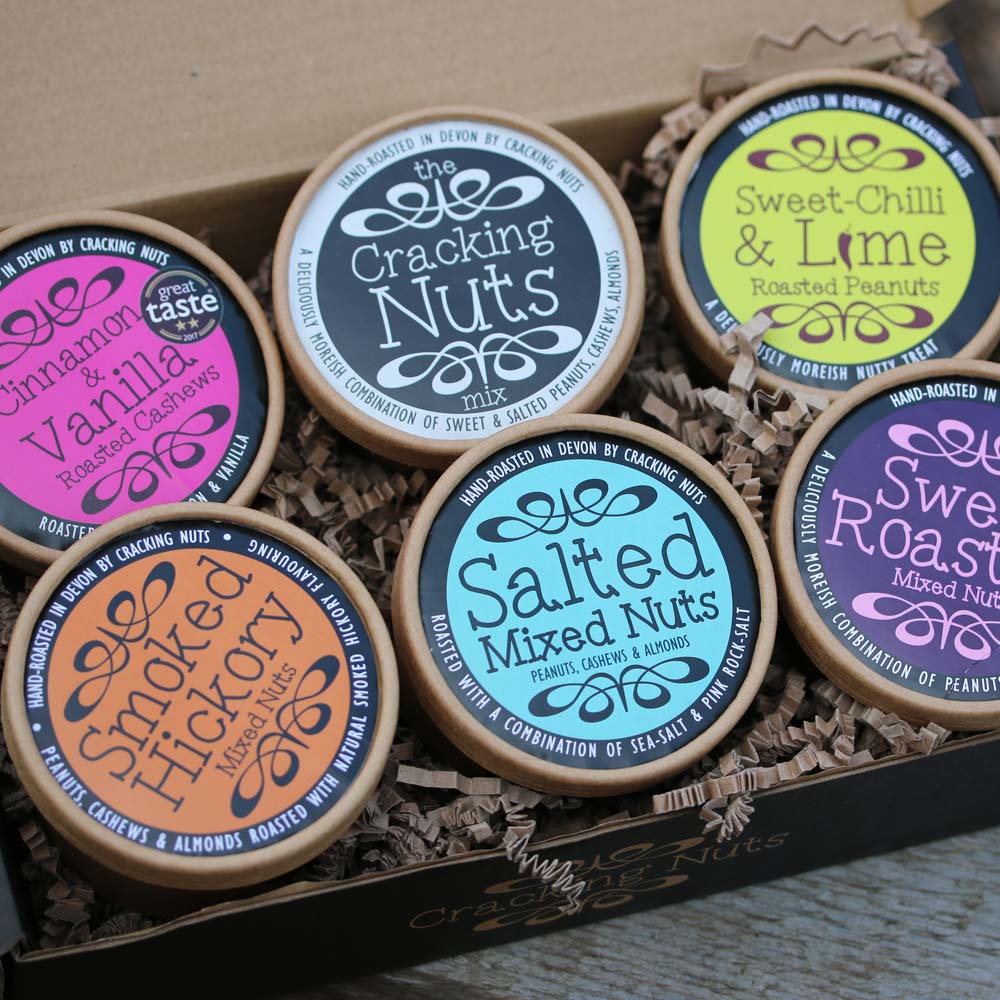 HAND-ROASTED IN DEVON BY CRACKING NUTS
the
Cracking
Nuts
mix
A DELICIOUSLY MOREISH COMBINATION OF SWEET & SALTED PEANUTS, CASHEWS, ALMONDS
HAND-ROASTED IN DEVON BY CRACKING NUTS
Sweet-Chilli
& Lime
Roasted Peanuts
MOREISH NUTTY TREAT
IN DEVON BY CRACKING NUTS
great
taste
2017
Cinnamon
&
Vanilla
Roasted Cashews
& VANILLA
HAND-ROASTED IN DEVON BY CRACKING NUTS
Salted
Mixed Nuts
PEANUTS, CASHEWS & ALMONDS
ROASTED WITH A COMBINATION OF SEA-SALT & PINK ROCK-SALT
HAND-ROASTED IN
Mixed
A DELICIOUSLY MOREISH COMBINATION OF PEANUTS
• HAND-ROASTED IN DEVON BY CRACKING NUTS •
Smoked
Hickory
Mixed Nuts
PEANUTS, CASHEWS & ALMONDS ROASTED WITH NATURAL SMOKED HICKORY FLAVOURING
Cracking Nuts